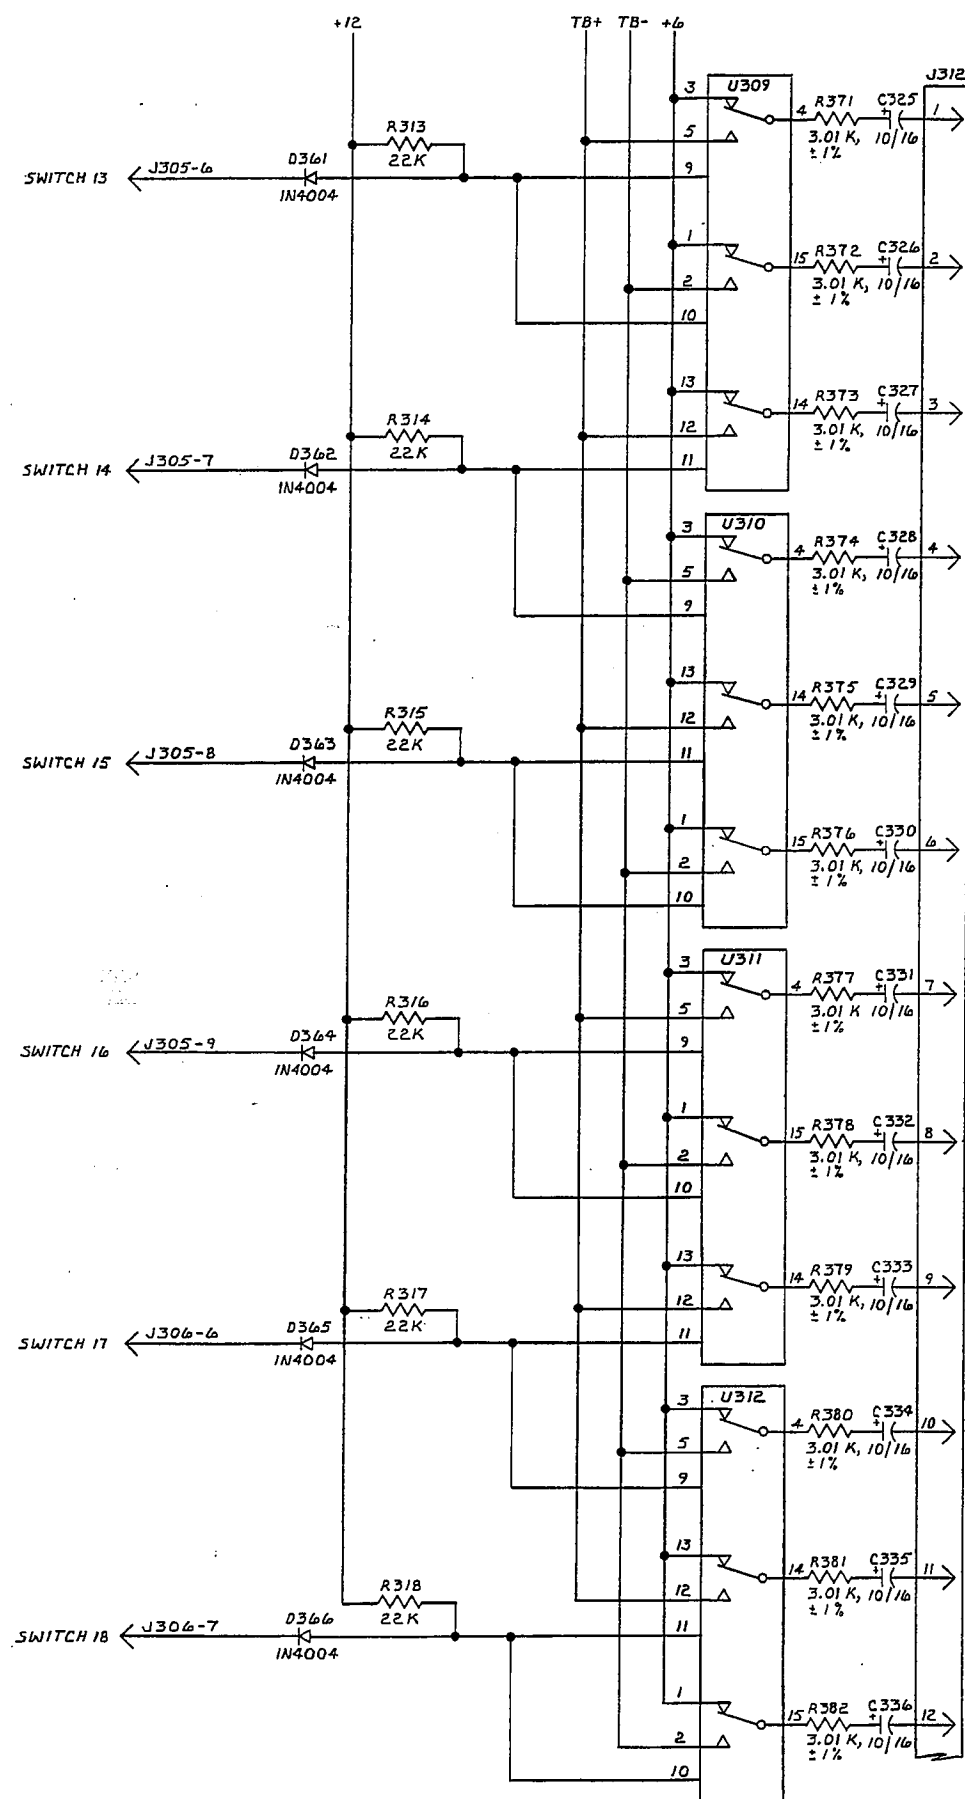 +12 TB+ TB- +6
J312
U309
3 4 R371 C325 1
R313 5 3.01 K, 10/16
22K ± 1%
SWITCH 13 J305-6 D361 9
1N4004
1 15 R372 C326 2
2 3.01 K, 10/16
± 1%
10
13 14 R373 C327 3
R314 12 3.01 K, 10/16
22K ± 1%
SWITCH 14 J305-7 D362 11
1N4004
U310
3 4 R374 C328 4
5 3.01 K, 10/16
± 1%
9
13 14 R375 C329 5
R315 12 3.01 K, 10/16
22K ± 1%
SWITCH 15 J305-8 D363 11
1N4004
1 15 R376 C330 6
2 3.01 K, 10/16
± 1%
10
U311
3 4 R377 C331 7
R316 5 3.01 K, 10/16
22K ± 1%
SWITCH 16 J305-9 D364 9
1N4004
1 15 R378 C332 8
2 3.01 K, 10/16
± 1%
10
13 14 R379 C333 9
R317 12 3.01 K, 10/16
22K ± 1%
SWITCH 17 J306-6 D365 11
1N4004
U312
3 4 R380 C334 10
5 3.01 K, 10/16
± 1%
9
13 14 R381 C335 11
R318 12 3.01 K, 10/16
22K ± 1%
SWITCH 18 J306-7 D366 11
1N4004
1 15 R382 C336 12
2 3.01 K, 10/16
± 1%
10